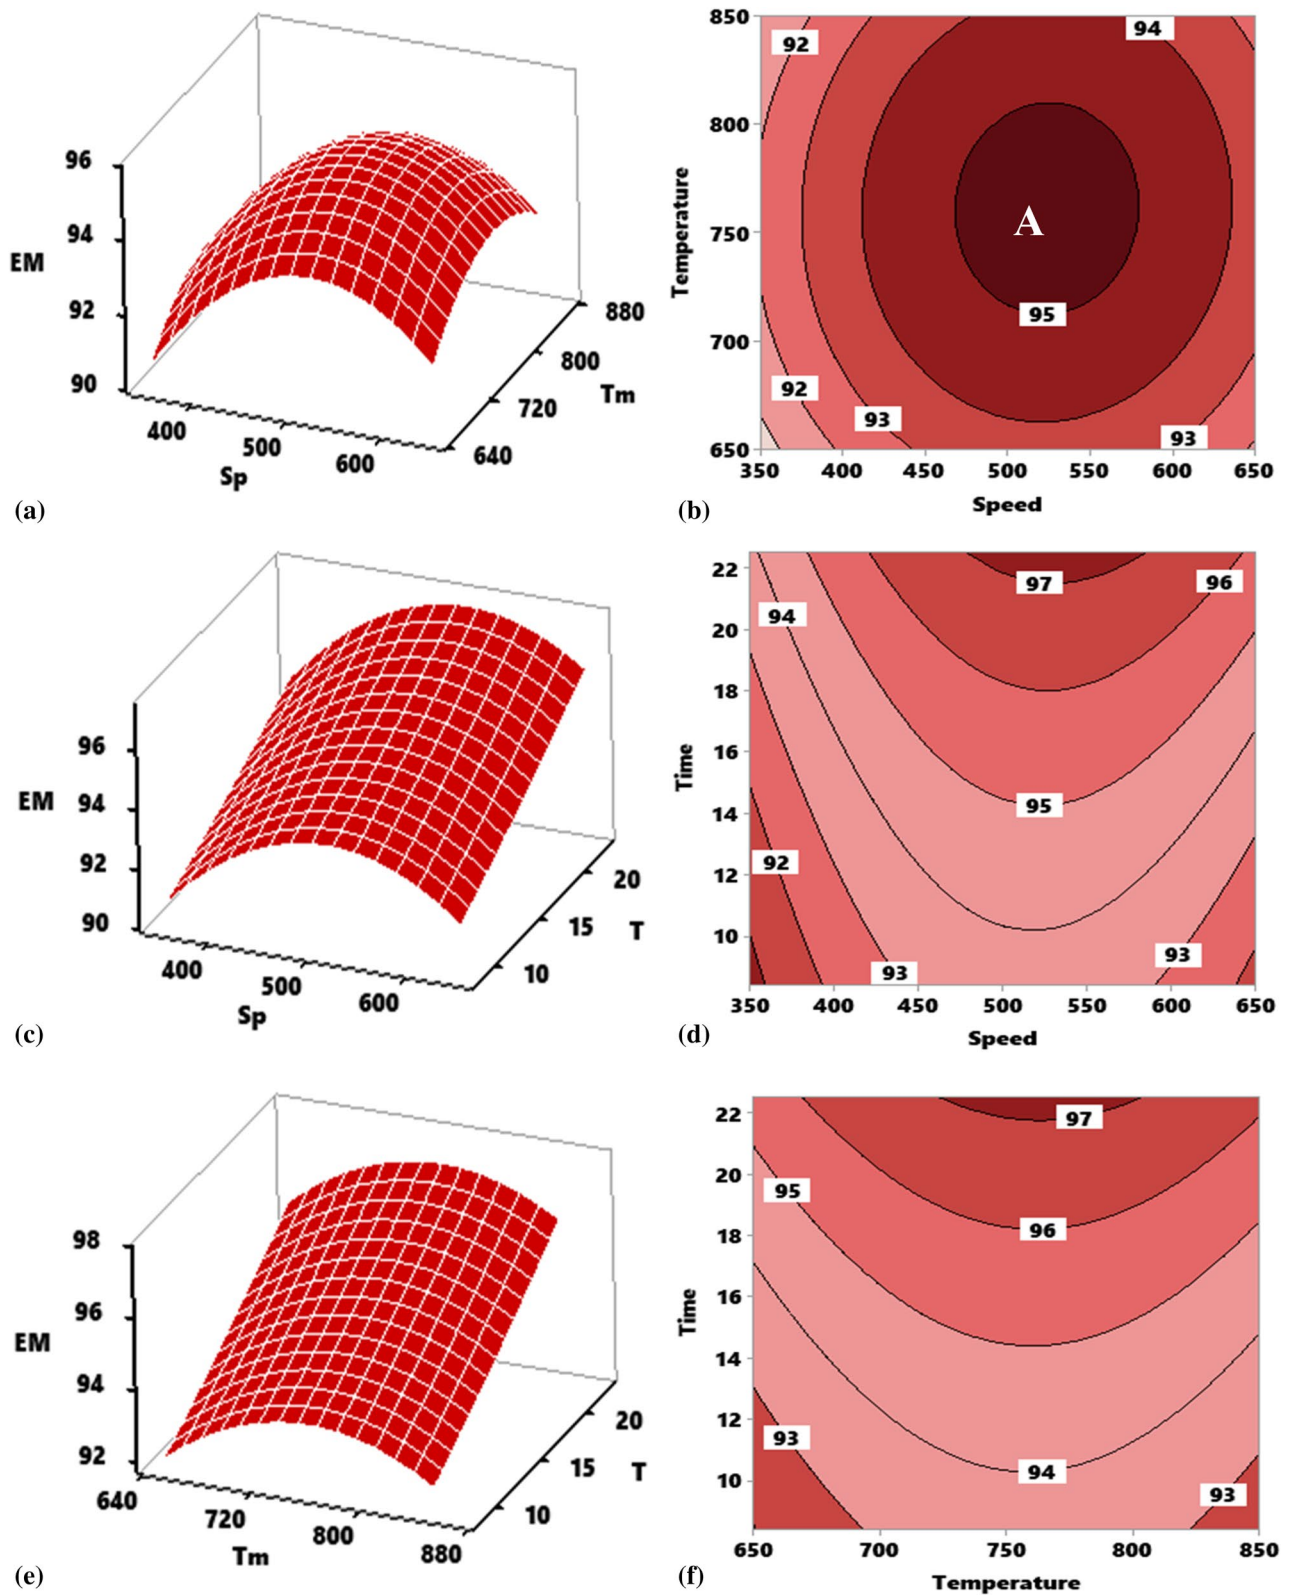 96
94
EM
92
90
400
500
600
Sp
640
720
Tm
800
880
(a)
850
92
94
800
Temperature
A
750
95
700
92
93
93
650
350 400 450 500 550 600 650
Speed
(b)
96
EM
94
92
90
400
500
600
Sp
10
15
T
20
(c)
22
97
96
94
20
18
16
Time
95
14
92
12
10
93
93
350 400 450 500 550 600 650
Speed
(d)
98
96
EM
94
92
640
720
800
880
Tm
10
15
T
20
(e)
22
97
20
95
96
18
16
Time
14
12
93
94
10
93
650 700 750 800 850
Temperature
(f)